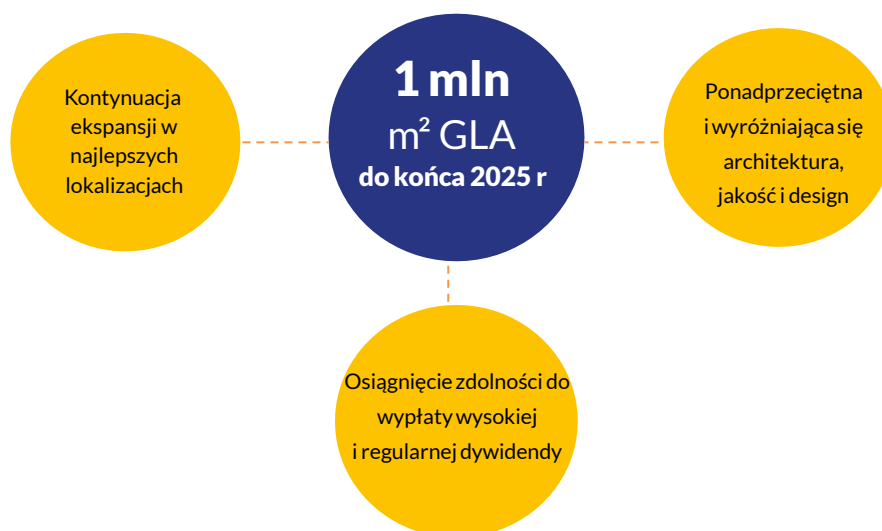 Kontynuacja
ekspansji w
najlepszych
lokalizacjach
1 mln
m² GLA
do końca 2025 r
Ponadprzeciętna
i wyróżniająca się
architektura,
jakość i design
Osiągnięcie zdolności do
wypłaty wysokiej
i regularnej dywidendy